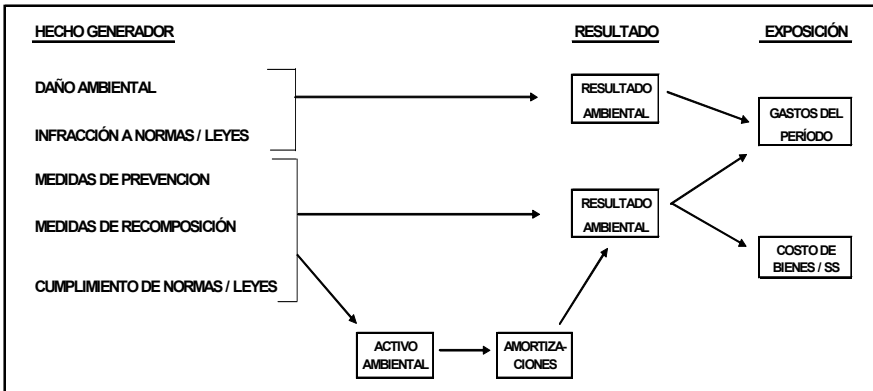 HECHO GENERADOR
RESULTADO
EXPOSICIÓN
DAÑO AMBIENTAL
INFRACCIÓN A NORMAS / LEYES
RESULTADO
AMBIENTAL
GASTOS DEL
PERÍODO
MEDIDAS DE PREVENCION
MEDIDAS DE RECOMPOSICIÓN
CUMPLIMIENTO DE NORMAS / LEYES
RESULTADO
AMBIENTAL
COSTO DE
BIENES / SS
ACTIVO
AMBIENTAL
AMORTIZA-
CIONES